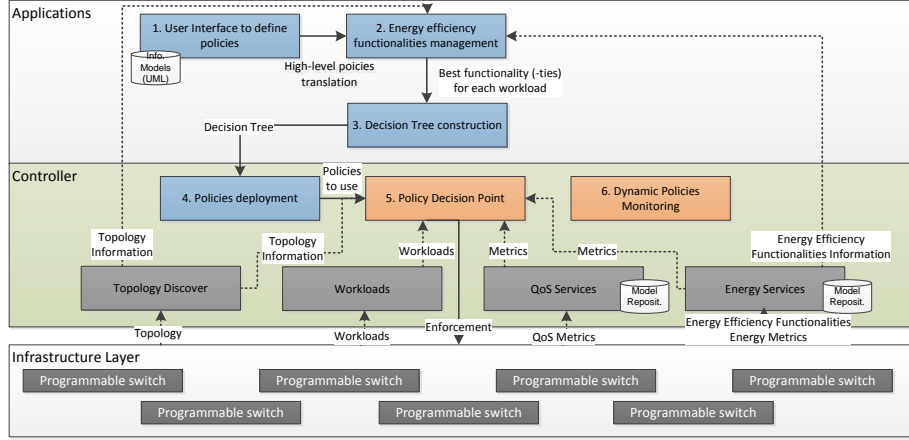 Applications
1. User Interface to define
policies
2. Energy efficiency
functionalities management
Info.
Models
(UML)
High-level poicies
translation
Best functionality (-ties)
for each workload
3. Decision Tree construction
Decision Tree
Controller
4. Policies deployment
Policies
to use
5. Policy Decision Point
6. Dynamic Policies
Monitoring
Topology
Information
Topology
Information
Workloads
Metrics
Metrics
Energy Efficiency
Functionalities Information
Topology Discover
Workloads
QoS Services
Model
Reposit.
Energy Services
Model
Reposit.
Topology
Workloads
Enforcement
QoS Metrics
Energy Efficiency Functionalities
Energy Metrics
Infrastructure Layer
Programmable switch
Programmable switch
Programmable switch
Programmable switch
Programmable switch
Programmable switch
Programmable switch